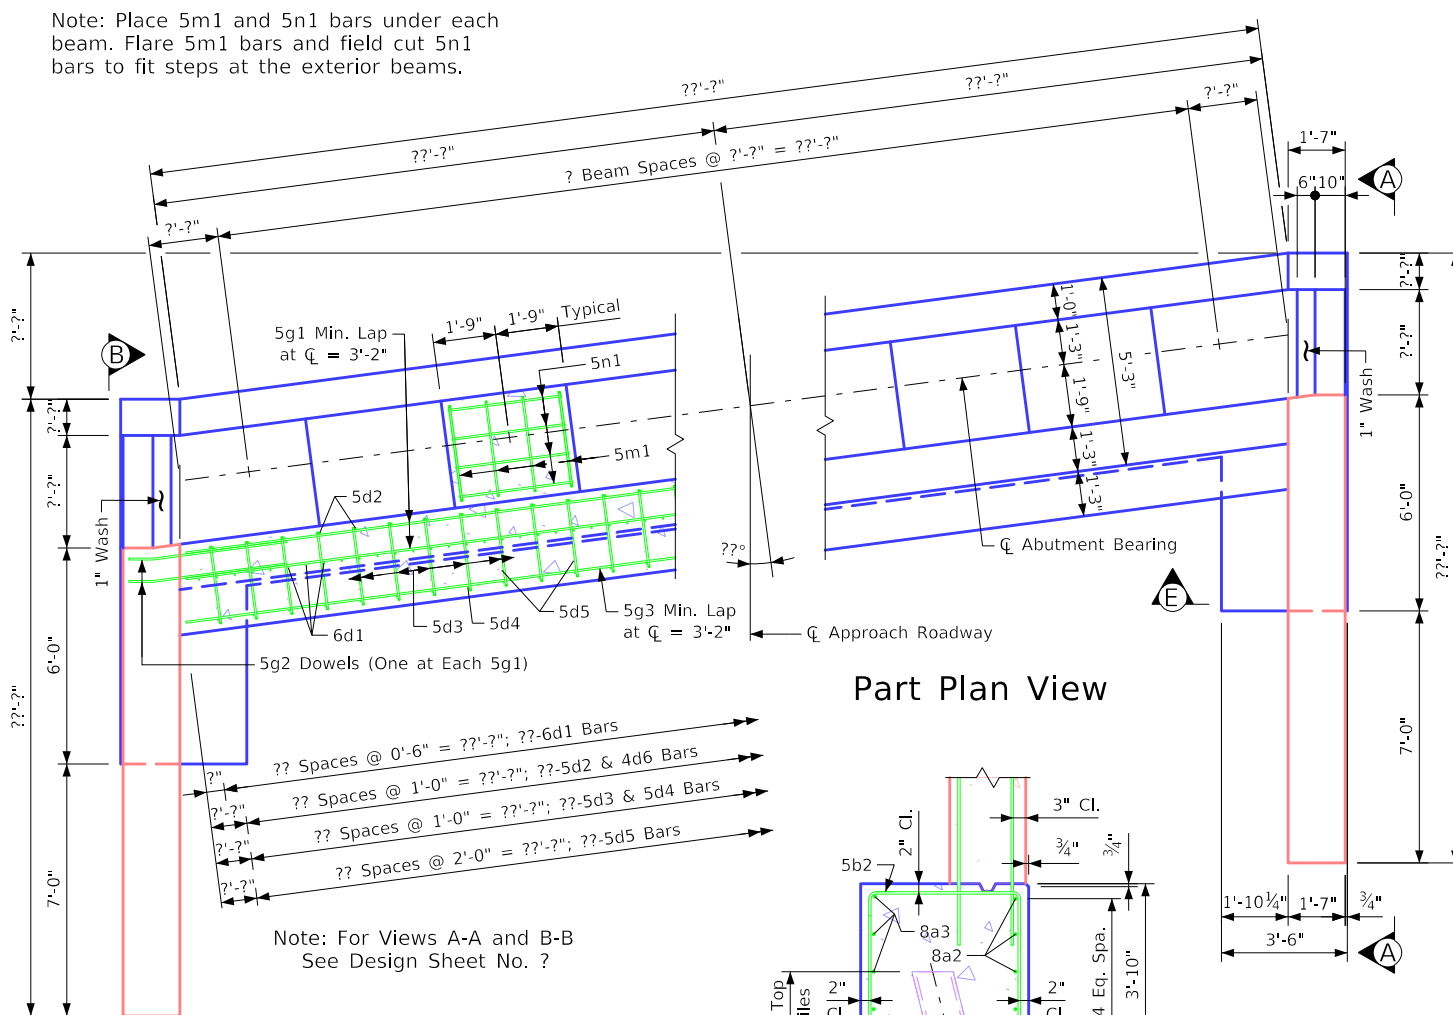 Note: Place 5m1 and 5n1 bars under each
beam. Flare 5m1 bars and field cut 5n1
bars to fit steps at the exterior beams.
??'-?"
??'-?"
??'-?"
? Beam Spaces @ ?'-?" = ??'-?"
?'-?"
?'-?"
1'-7"
6"
10"
A
?'-?"
?'-?"
?'-?"
B
?'-?"
?'-?"
1" Wash
5g1 Min. Lap
at ℄ = 3'-2"
1'-9"
1'-9"
Typical
5n1
5m1
5d2
1'-0"
1'-3"
5'-3"
1'-9"
1'-3"
1'-3"
1" Wash
6'-0"
??'-?"
℄ Abutment Bearing
??°
E
6d1
5d3
5d4
5d5
5g3 Min. Lap
at ℄ = 3'-2"
℄ Approach Roadway
5g2 Dowels (One at Each 5g1)
6'-0"
??'-?"
7'-0"
7'-0"
Part Plan View
?? Spaces @ 0'-6" = ??'-?"; ??-6d1 Bars
?"
?? Spaces @ 1'-0" = ??'-?"; ??-5d2 & 4d6 Bars
?'-?"
?? Spaces @ 1'-0" = ??'-?"; ??-5d3 & 5d4 Bars
?'-?"
?? Spaces @ 2'-0" = ??'-?"; ??-5d5 Bars
?'-?"
Note: For Views A-A and B-B
See Design Sheet No. ?
3" Cl.
2" Cl.
¾"
¾"
5b2
8a3
8a2
4 Eq. Spa.
3'-10"
Top
iles
2"
Cl.
2"
Cl.
1'-10¼"
1'-7"
¾"
3'-6"
A